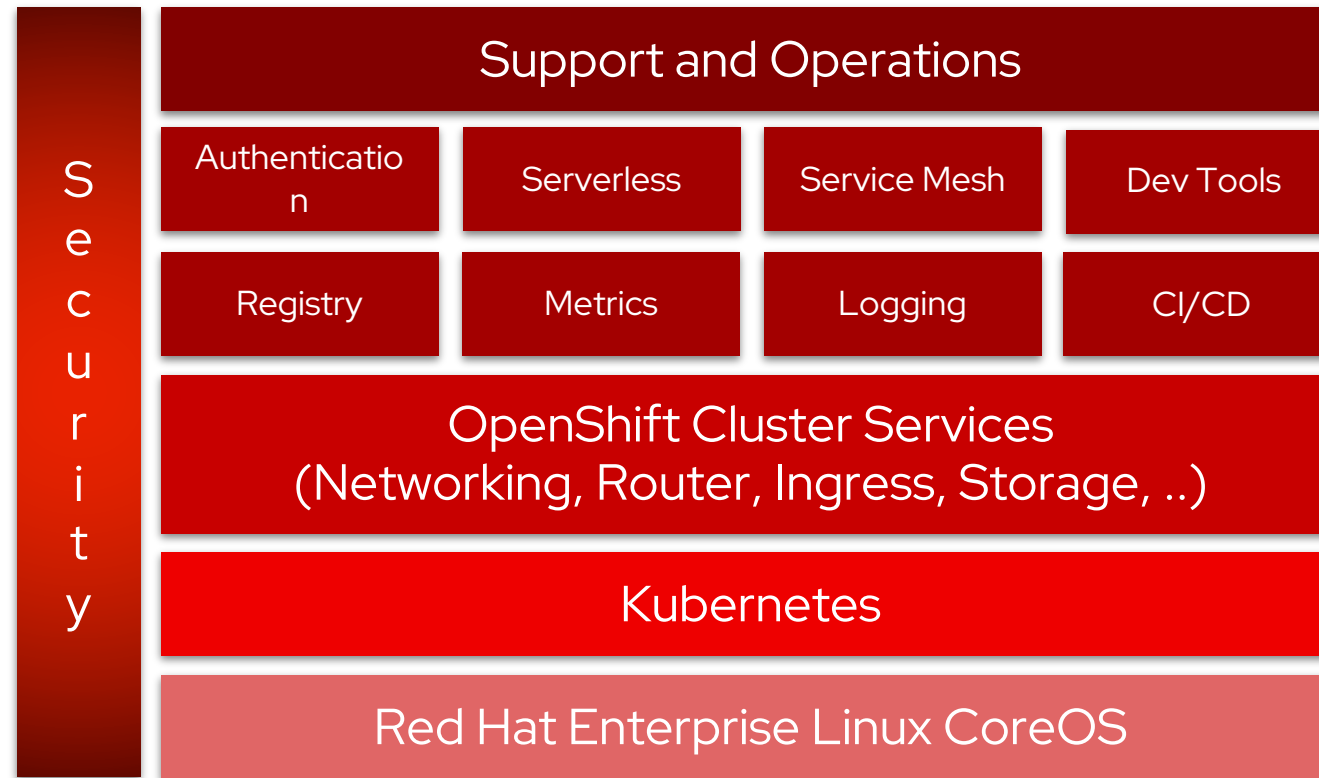 Security
Support and Operations
Authenticatio
n
Serverless
Service Mesh
Dev Tools
Registry
Metrics
Logging
CI/CD
OpenShift Cluster Services
(Networking, Router, Ingress, Storage, ..)
Kubernetes
Red Hat Enterprise Linux CoreOS